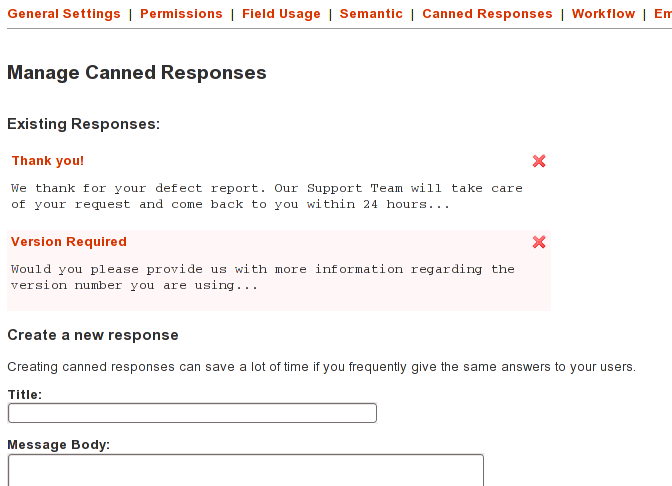 General Settings | Permissions | Field Usage | Semantic | Canned Responses | Workflow | Em
Manage Canned Responses
Existing Responses:
Thank you!
We thank for your defect report. Our Support Team will take care
of your request and come back to you within 24 hours...
Version Required
Would you please provide us with more information regarding the
version number you are using...
Create a new response
Creating canned responses can save a lot of time if you frequently give the same answers to your users.
Title:
Message Body: